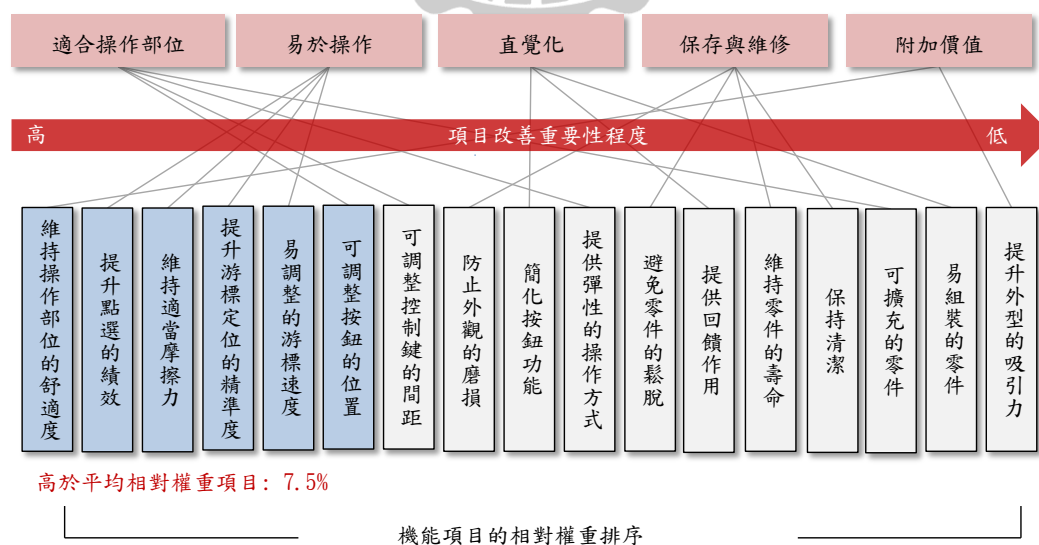 適合操作部位
易於操作
直覺化
保存與維修
附加價值
高
項目改善重要性程度
低
維持操作部位的舒適度
提升點選的績效
維持適當摩擦力
提升游標定位的精準度
易調整的游標速度
可調整按鈕的位置
可調整控制鍵的間距
防止外觀的磨損
簡化按鈕功能
提供彈性的操作方式
避免零件的鬆脫
提供回饋作用
維持零件的壽命
保持清潔
可擴充的零件
易組裝的零件
提升外型的吸引力
高於平均相對權重項目: 7.5%
機能項目的相對權重排序